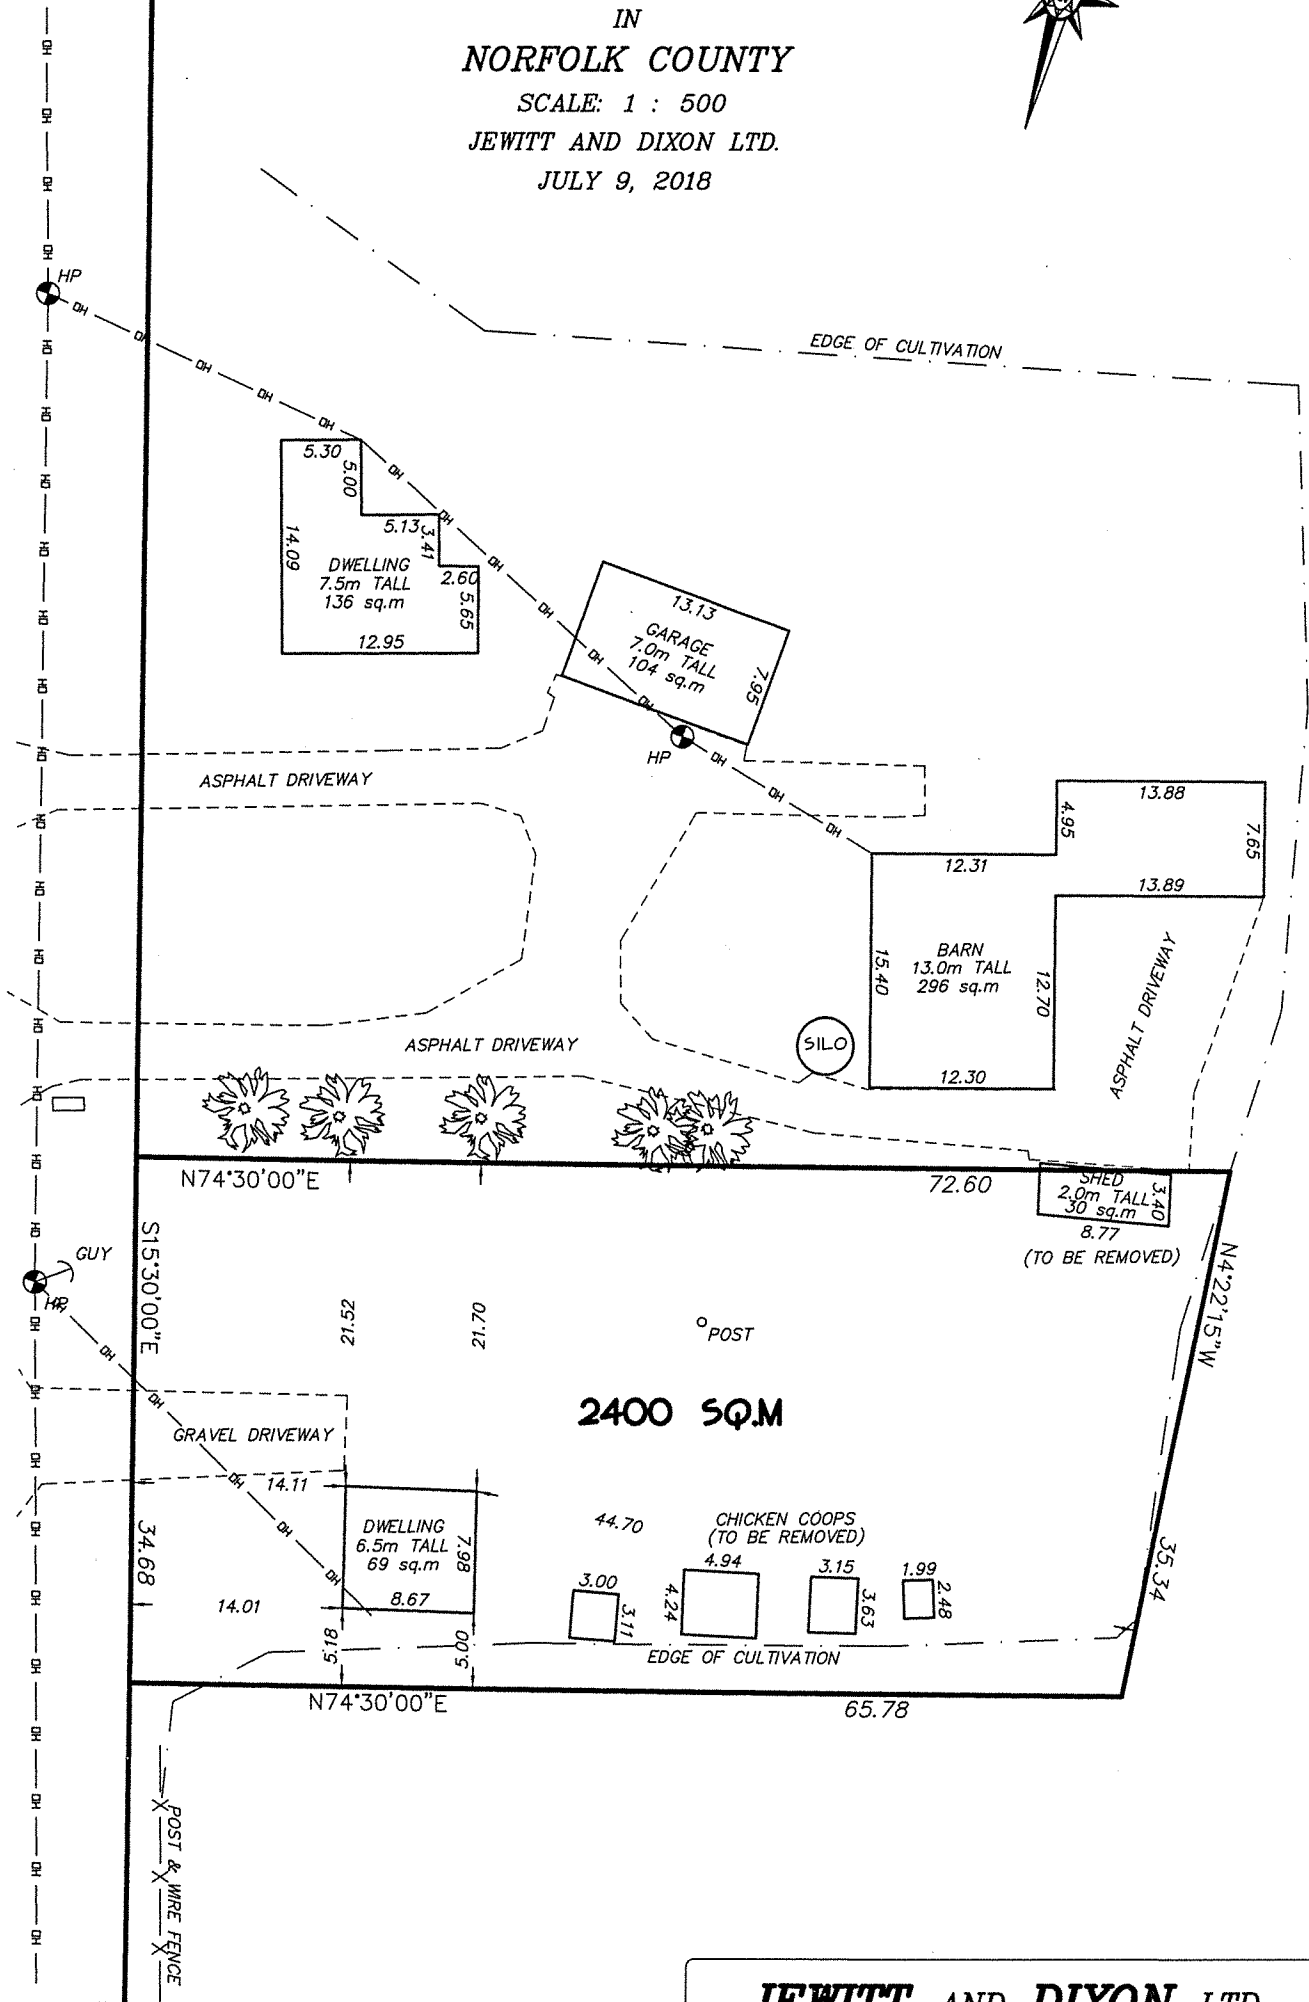 IN
NORFOLK COUNTY
SCALE: 1 : 500
JEWITT AND DIXON LTD.
JULY 9, 2018
HP
EDGE OF CULTIVATION
5.30
5.00
5.13
3.41
14.09
DWELLING
7.5m TALL
136 sq.m
2.60
5.65
12.95
13.13
GARAGE
7.0m TALL
104 sq.m
7.95
HP
ASPHALT DRIVEWAY
13.88
4.95
7.65
12.31
13.89
BARN
13.0m TALL
296 sq.m
15.40
12.70
ASPHALT DRIVEWAY
SILO
ASPHALT DRIVEWAY
12.30
N74°30'00"E
72.60
SHED
2.0m TALL
30 sq.m
3.40
8.77
(TO BE REMOVED)
S15°30'00"E
GUY
HP
N4°22'15"W
21.52
21.70
POST
2400 SQ.M
GRAVEL DRIVEWAY
14.11
34.68
DWELLING
6.5m TALL
69 sq.m
7.98
8.67
14.01
44.70
CHICKEN COOPS
(TO BE REMOVED)
4.94
3.15
1.99
3.00
3.11
4.24
3.63
2.48
35.34
5.18
5.00
EDGE OF CULTIVATION
N74°30'00"E
65.78
POST & WIRE FENCE
JEWITT AND DIXON LTD.